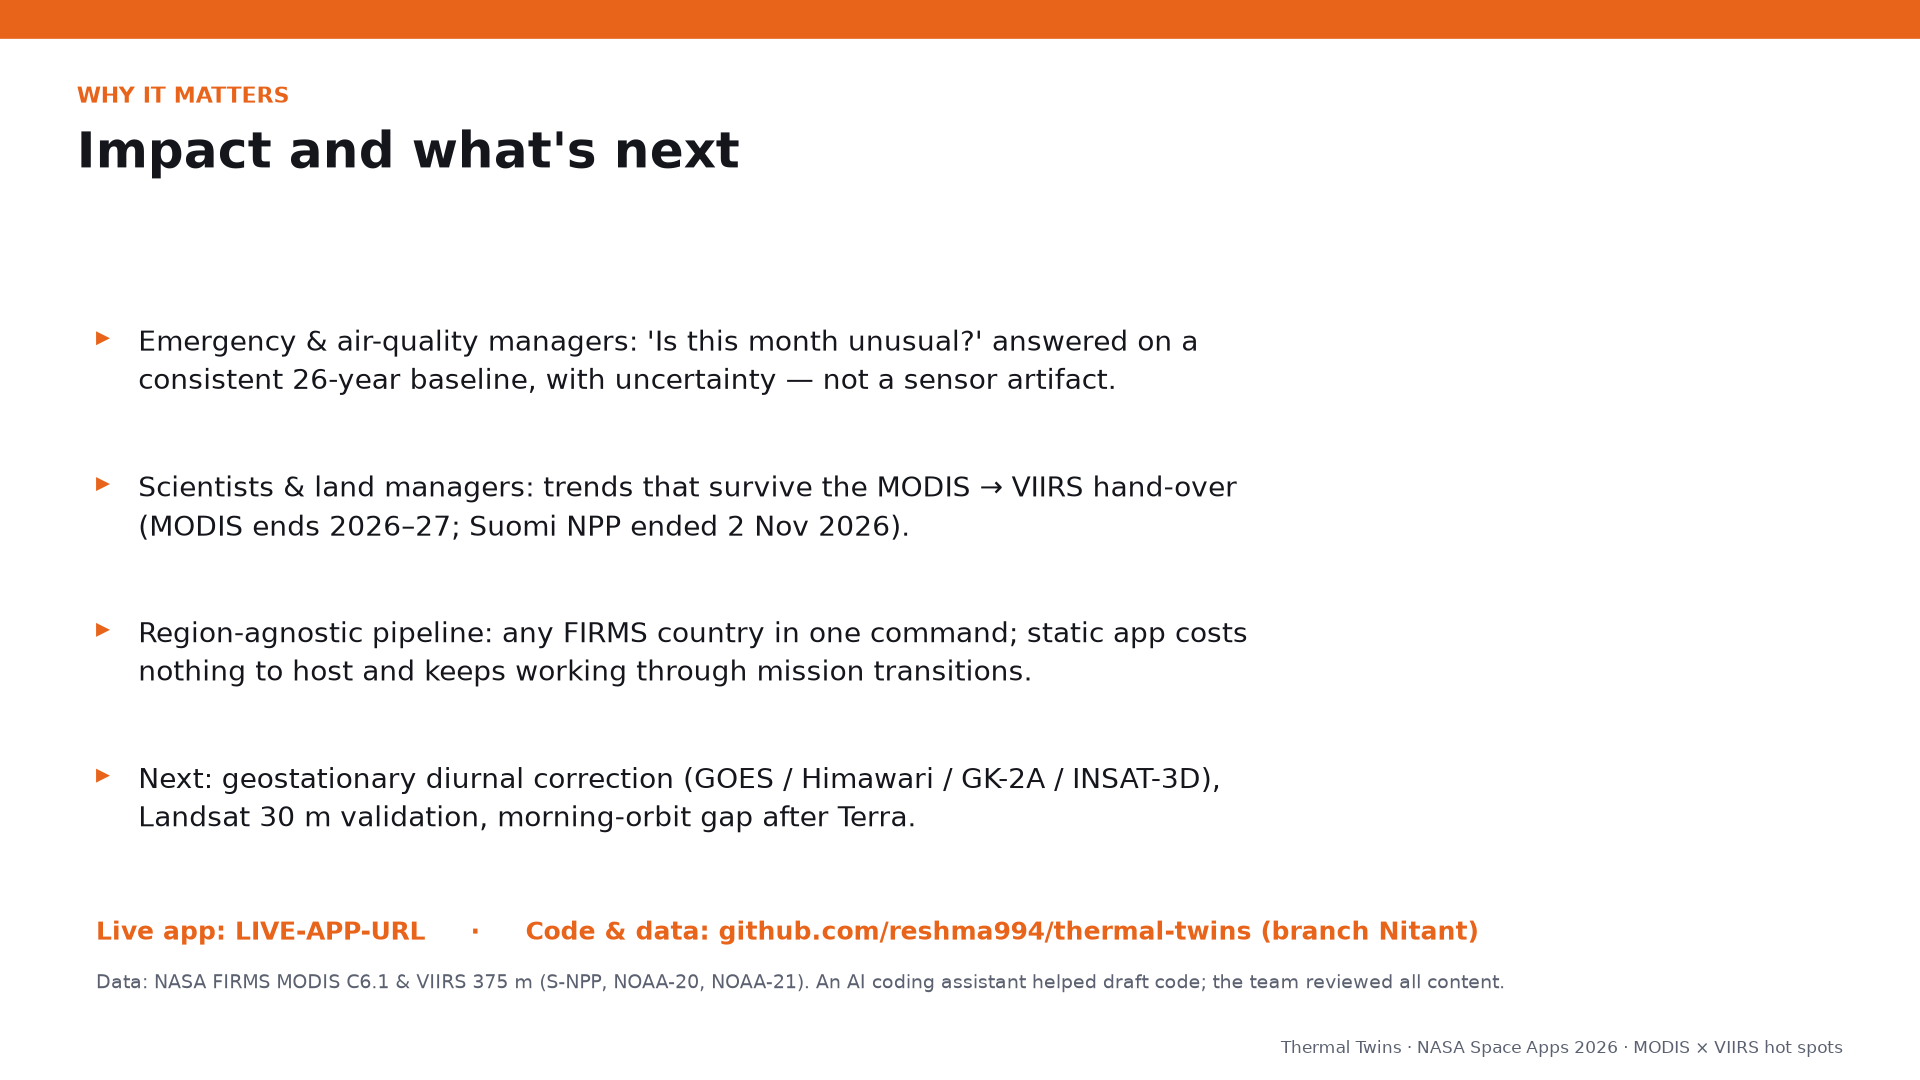 WHY IT MATTERS
Impact and what's next
▶ Emergency & air-quality managers: 'Is this month unusual?' answered on a
consistent 26-year baseline, with uncertainty — not a sensor artifact.
▶ Scientists & land managers: trends that survive the MODIS → VIIRS hand-over
(MODIS ends 2026–27; Suomi NPP ended 2 Nov 2026).
▶ Region-agnostic pipeline: any FIRMS country in one command; static app costs
nothing to host and keeps working through mission transitions.
▶ Next: geostationary diurnal correction (GOES / Himawari / GK-2A / INSAT-3D),
Landsat 30 m validation, morning-orbit gap after Terra.
Live app: LIVE-APP-URL · Code & data: github.com/reshma994/thermal-twins (branch Nitant)
Data: NASA FIRMS MODIS C6.1 & VIIRS 375 m (S-NPP, NOAA-20, NOAA-21). An AI coding assistant helped draft code; the team reviewed all content.
Thermal Twins · NASA Space Apps 2026 · MODIS × VIIRS hot spots